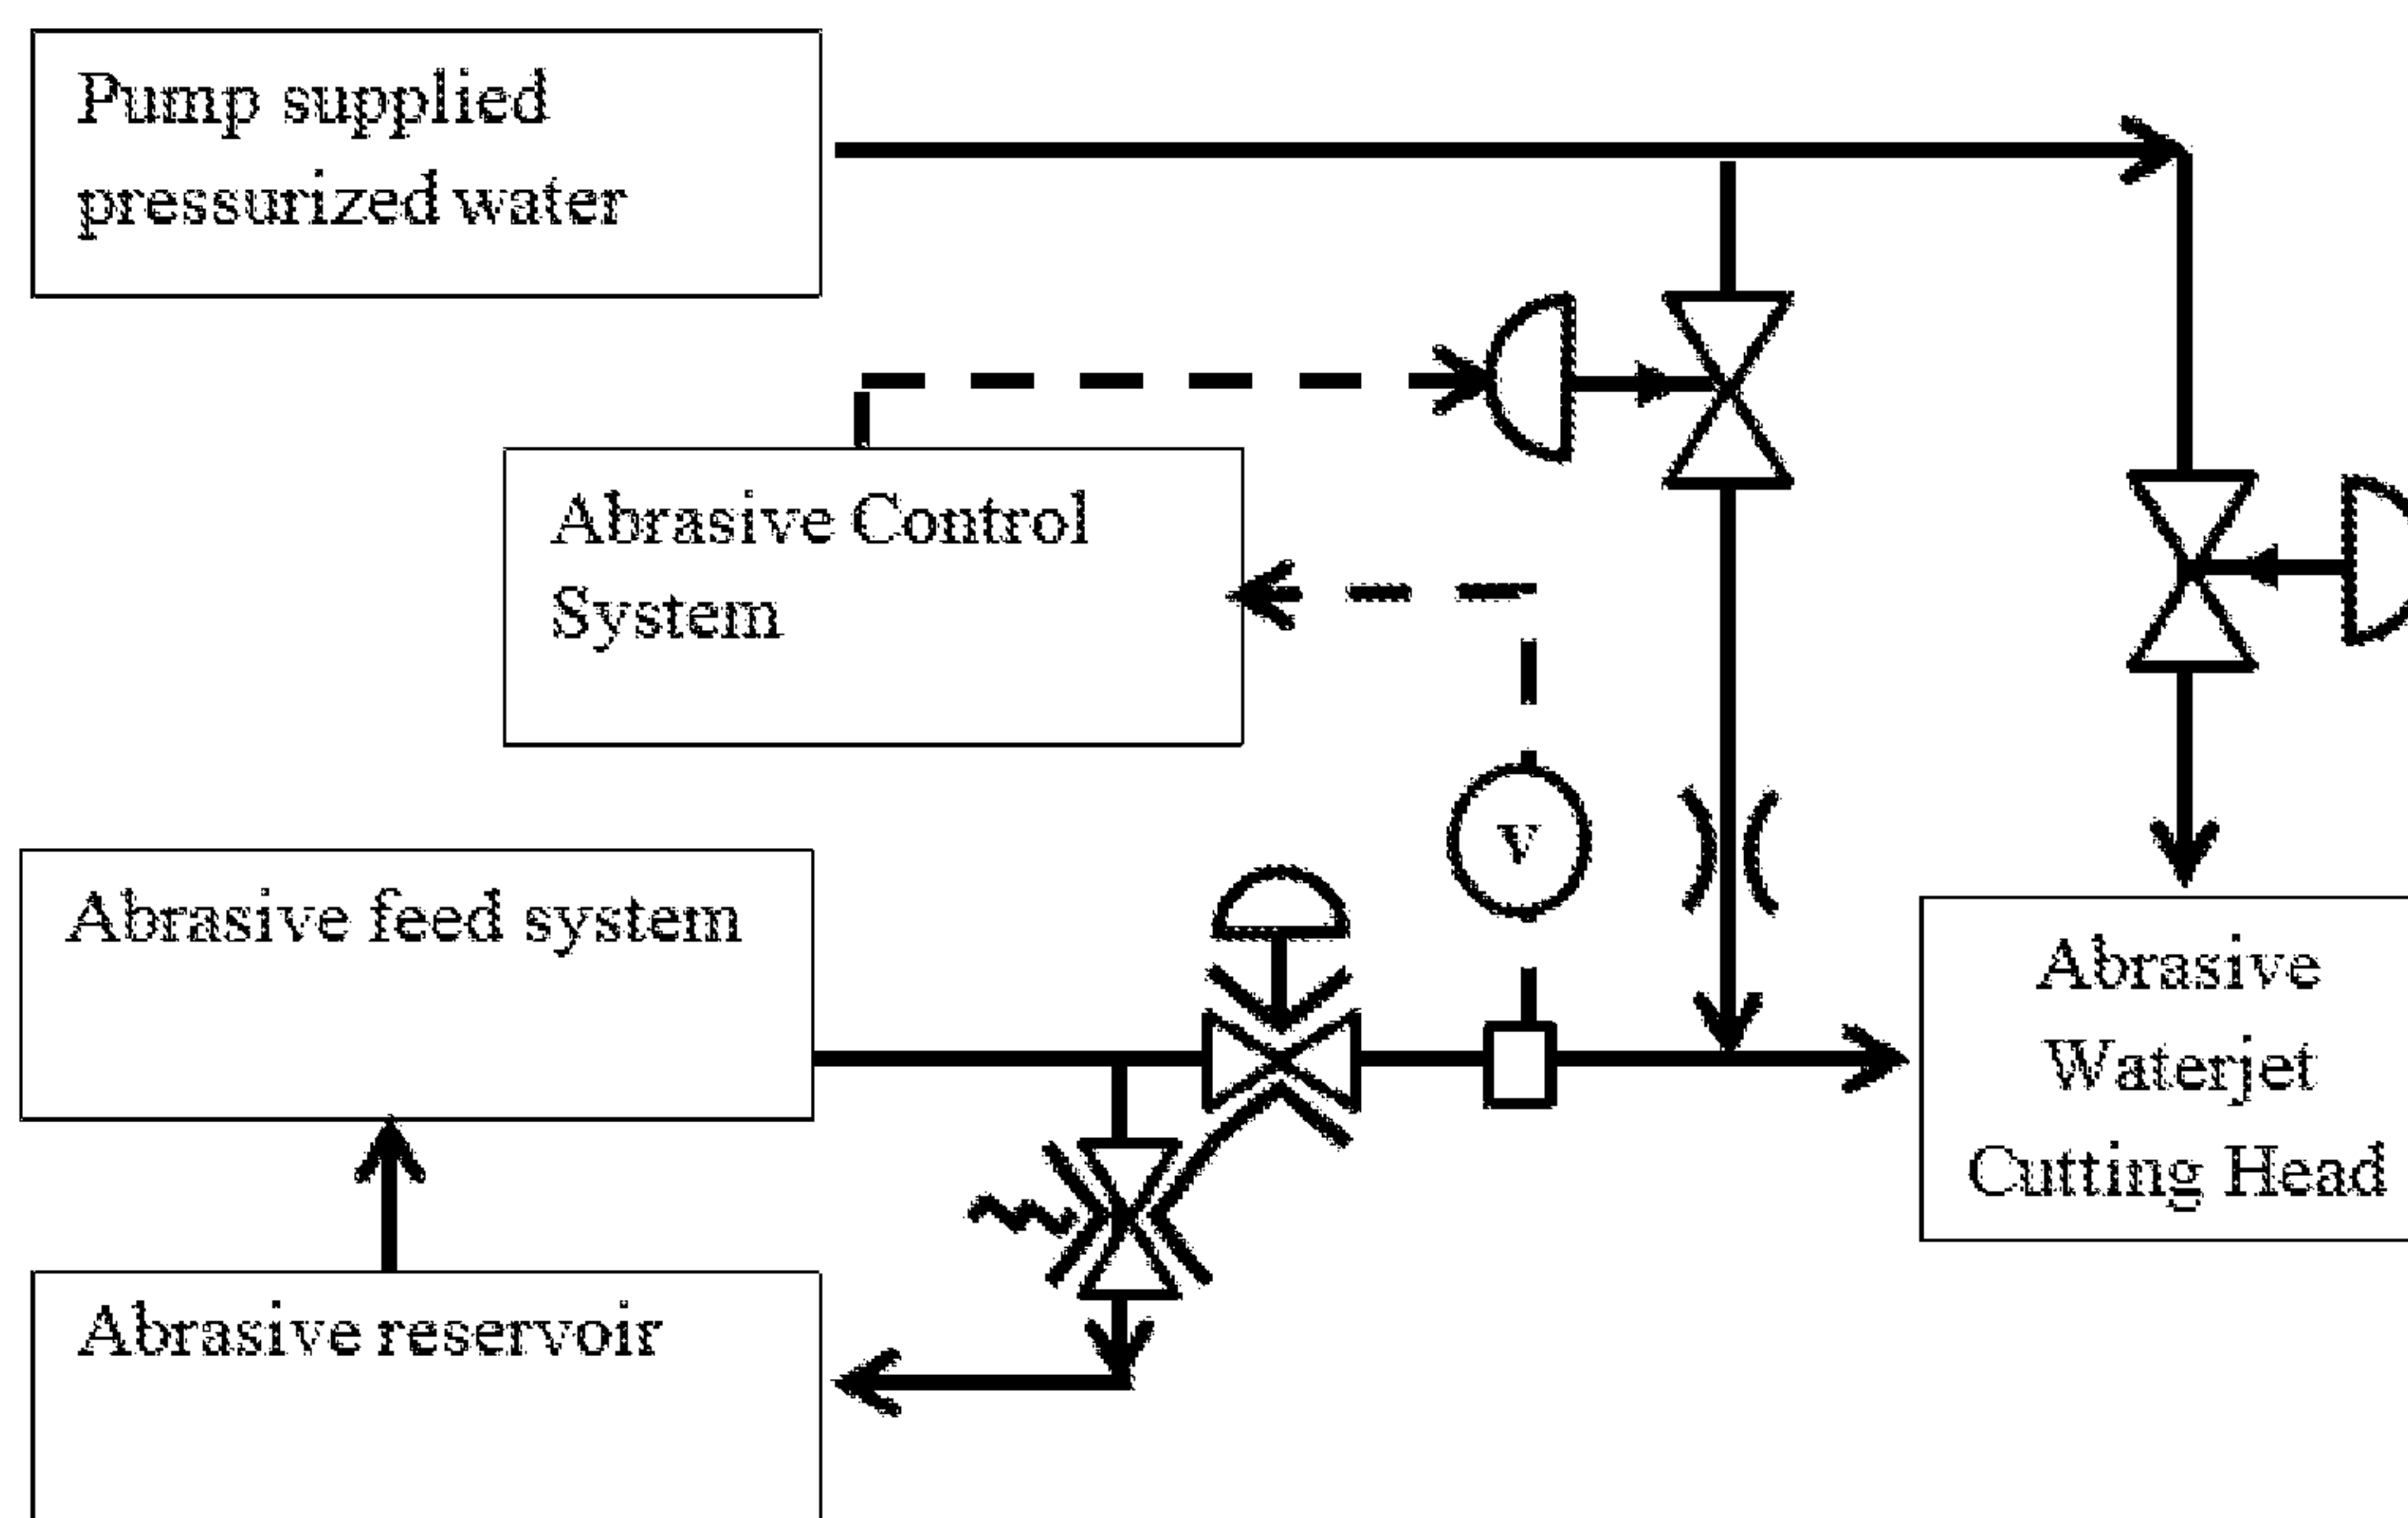 Pump supplied
pressurized water
Abrasive Control
System
v
Abrasive feed system
Abrasive
Waterjet
Cutting Head
Abrasive reservoir